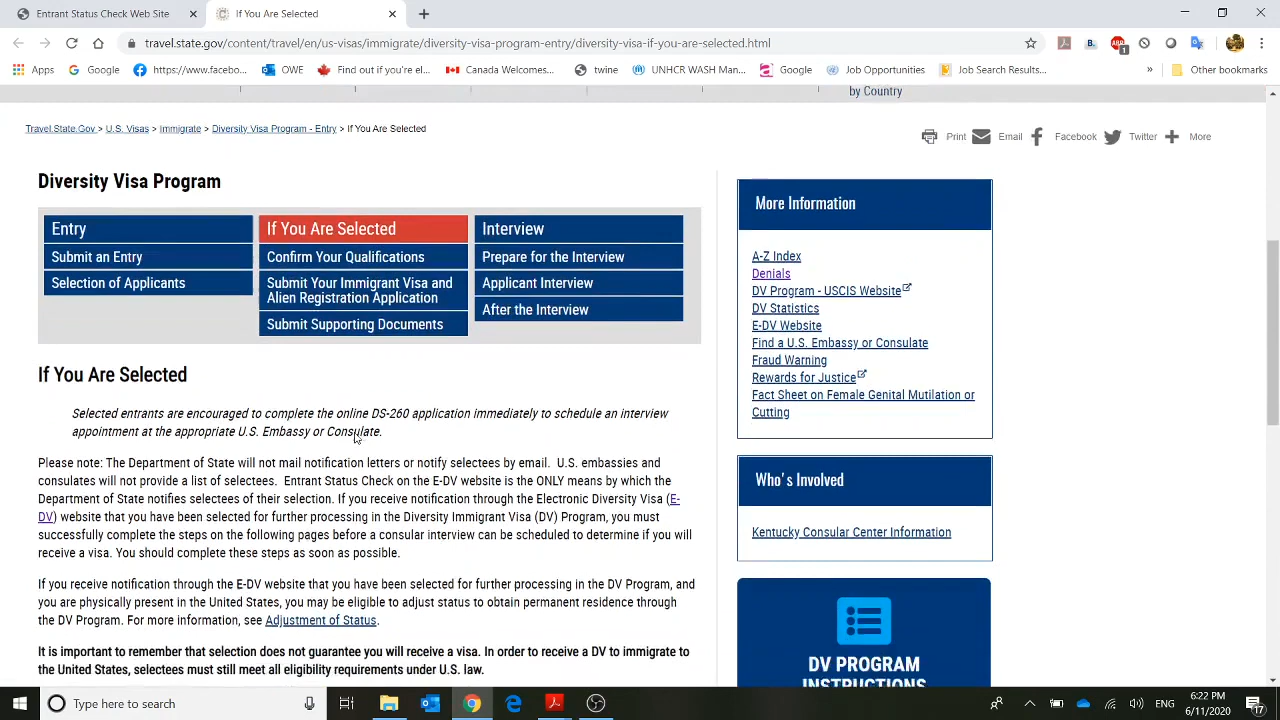 Entrant Status Check Web Site
If You Are Selected
travel.state.gov/content/travel/en/us-visas/immigrate/diversity-visa-program-entry/diversity-visa-if-you-are-selected.html
Apps
Google
https://www.facebo...
OWE
Find out if you're el...
Canada Welcomes...
twine
UNHCR WASH Man...
Google
Job Opportunities
Job Search Results...
»
Other bookmarks
by Country
Travel.State.Gov > U.S. Visas > Immigrate > Diversity Visa Program - Entry > If You Are Selected
Print
Email
Facebook
Twitter
More
Diversity Visa Program
Entry
Submit an Entry
Selection of Applicants
If You Are Selected
Confirm Your Qualifications
Submit Your Immigrant Visa and
Alien Registration Application
Submit Supporting Documents
Interview
Prepare for the Interview
Applicant Interview
After the Interview
If You Are Selected
Selected entrants are encouraged to complete the online DS-260 application immediately to schedule an interview
appointment at the appropriate U.S. Embassy or Consulate.
Please note: The Department of State will not mail notification letters or notify selectees by email.  U.S. embassies and
consulates will not provide a list of selectees.  Entrant Status Check on the E-DV website is the ONLY means by which the
Department of State notifies selectees of their selection. If you receive notification through the Electronic Diversity Visa (E-
DV) website that you have been selected for further processing in the Diversity Immigrant Visa (DV) Program, you must
successfully complete the steps on the following pages before a consular interview can be scheduled to determine if you will
receive a visa. You should complete these steps as soon as possible.
If you receive notification through the E-DV website that you have been selected for further processing in the DV Program, and
you are physically present in the United States, you may be eligible to adjust status to obtain permanent residence through
the DV Program. For more information, see Adjustment of Status.
It is important to remember that selection does not guarantee you will receive a visa. In order to receive a DV to immigrate to
the United States, selectees must still meet all eligibility requirements under U.S. law.
More Information
A-Z Index
Denials
DV Program - USCIS Website
DV Statistics
E-DV Website
Find a U.S. Embassy or Consulate
Fraud Warning
Rewards for Justice
Fact Sheet on Female Genital Mutilation or
Cutting
Who's Involved
Kentucky Consular Center Information
DV PROGRAM
INSTRUCTIONS
Type here to search
6:22 PM
6/11/2020
17